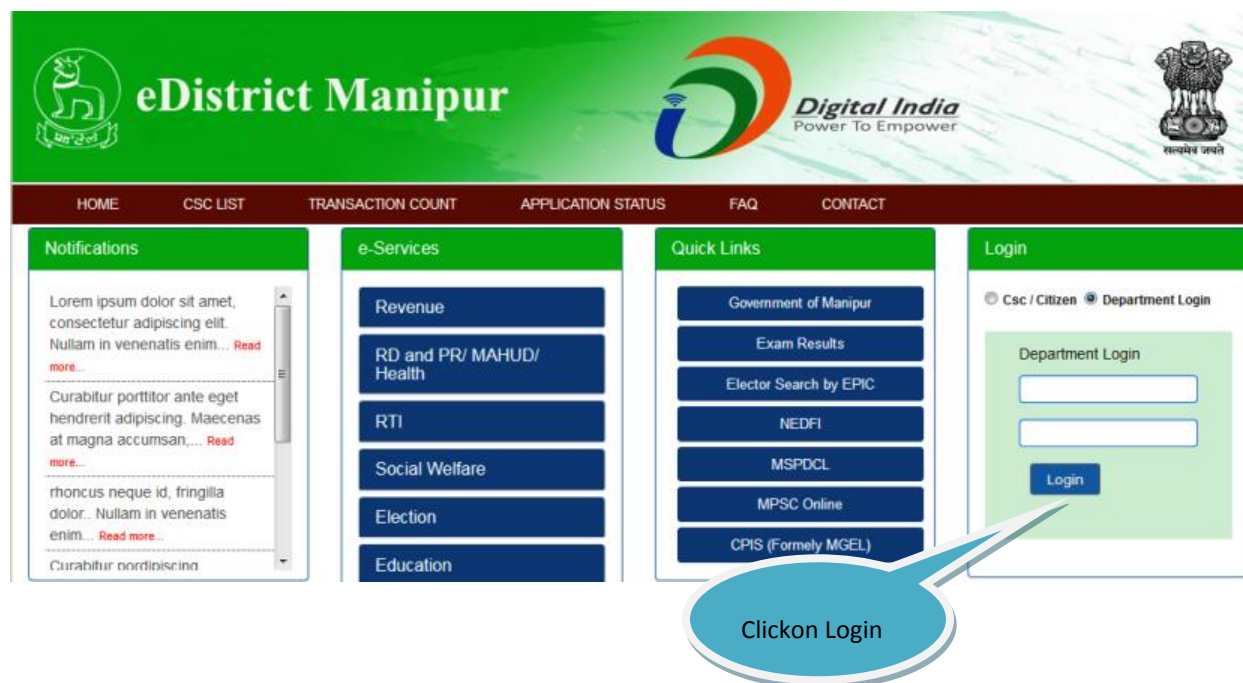 eDistrict Manipur
Digital India
Power To Empower
सत्यमेव जयते
HOME CSC LIST TRANSACTION COUNT APPLICATION STATUS FAQ CONTACT
Notifications
Lorem ipsum dolor sit amet,
consectetur adipiscing elit.
Nullam in venenatis enim... Read
more...
Curabitur porttitor ante eget
hendrerit adipiscing. Maecenas
at magna accumsan,... Read
more...
rhoncus neque id, fringilla
dolor.. Nullam in venenatis
enim... Read more...
Curabitur pordipiscing
e-Services
Revenue
RD and PR/ MAHUD/
Health
RTI
Social Welfare
Election
Education
Quick Links
Government of Manipur
Exam Results
Elector Search by EPIC
NEDFI
MSPDCL
MPSC Online
CPIS (Formely MGEL)
Login
Csc / Citizen Department Login
Department Login
Login
Clickon Login